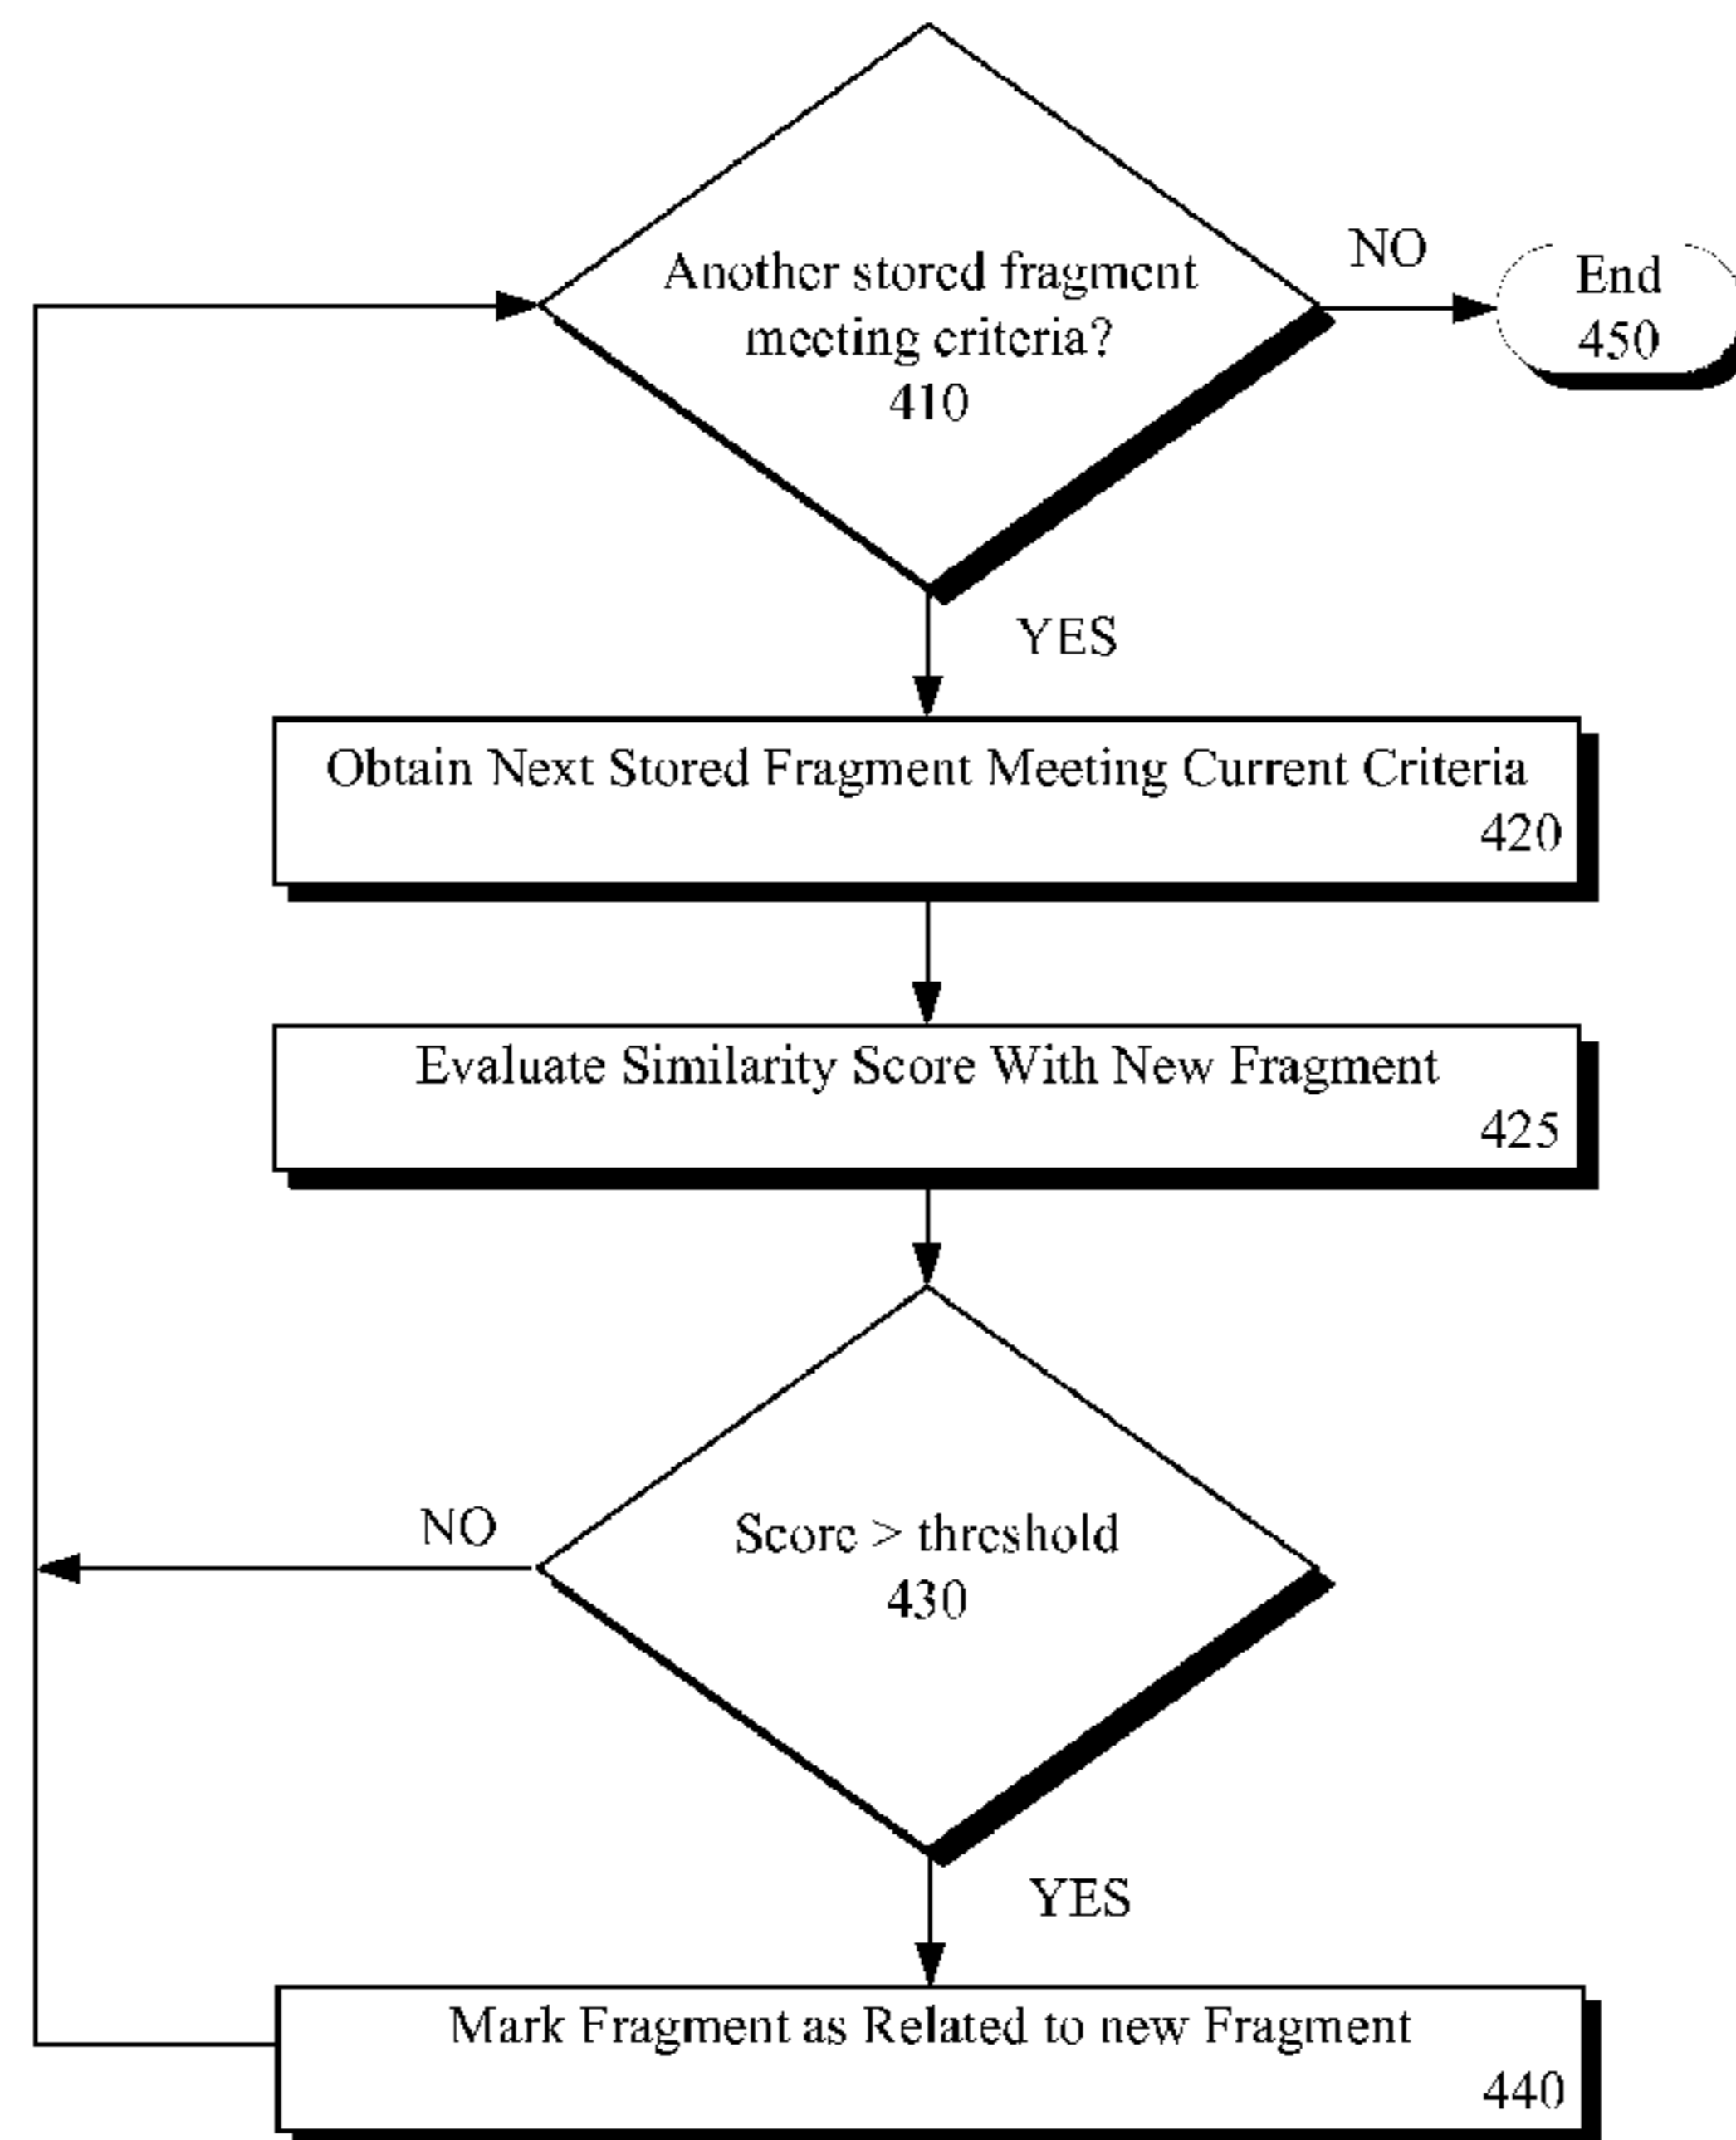 Another stored fragment
meeting criteria?
410
NO
End
450
YES
Obtain Next Stored Fragment Meeting Current Criteria
420
Evaluate Similarity Score With New Fragment
425
Score > threshold
430
NO
YES
Mark Fragment as Related to new Fragment
440